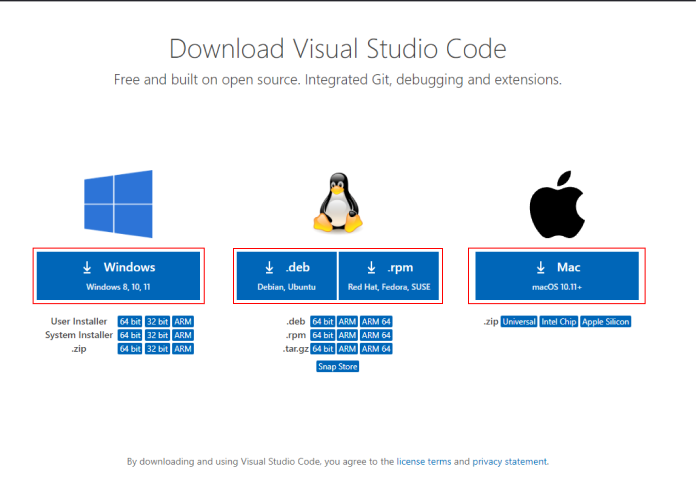 Download Visual Studio Code
Free and built on open source. Integrated Git, debugging and extensions.
Windows
Windows 8, 10, 11
User Installer 64 bit 32 bit ARM
System Installer 64 bit 32 bit ARM
.zip 64 bit 32 bit ARM
.deb
Debian, Ubuntu
.rpm
Red Hat, Fedora, SUSE
.deb 64 bit ARM ARM 64
.rpm 64 bit ARM ARM 64
.tar.gz 64 bit ARM ARM 64
Snap Store
Mac
macOS 10.11+
.zip Universal Intel Chip Apple Silicon
By downloading and using Visual Studio Code, you agree to the license terms and privacy statement.